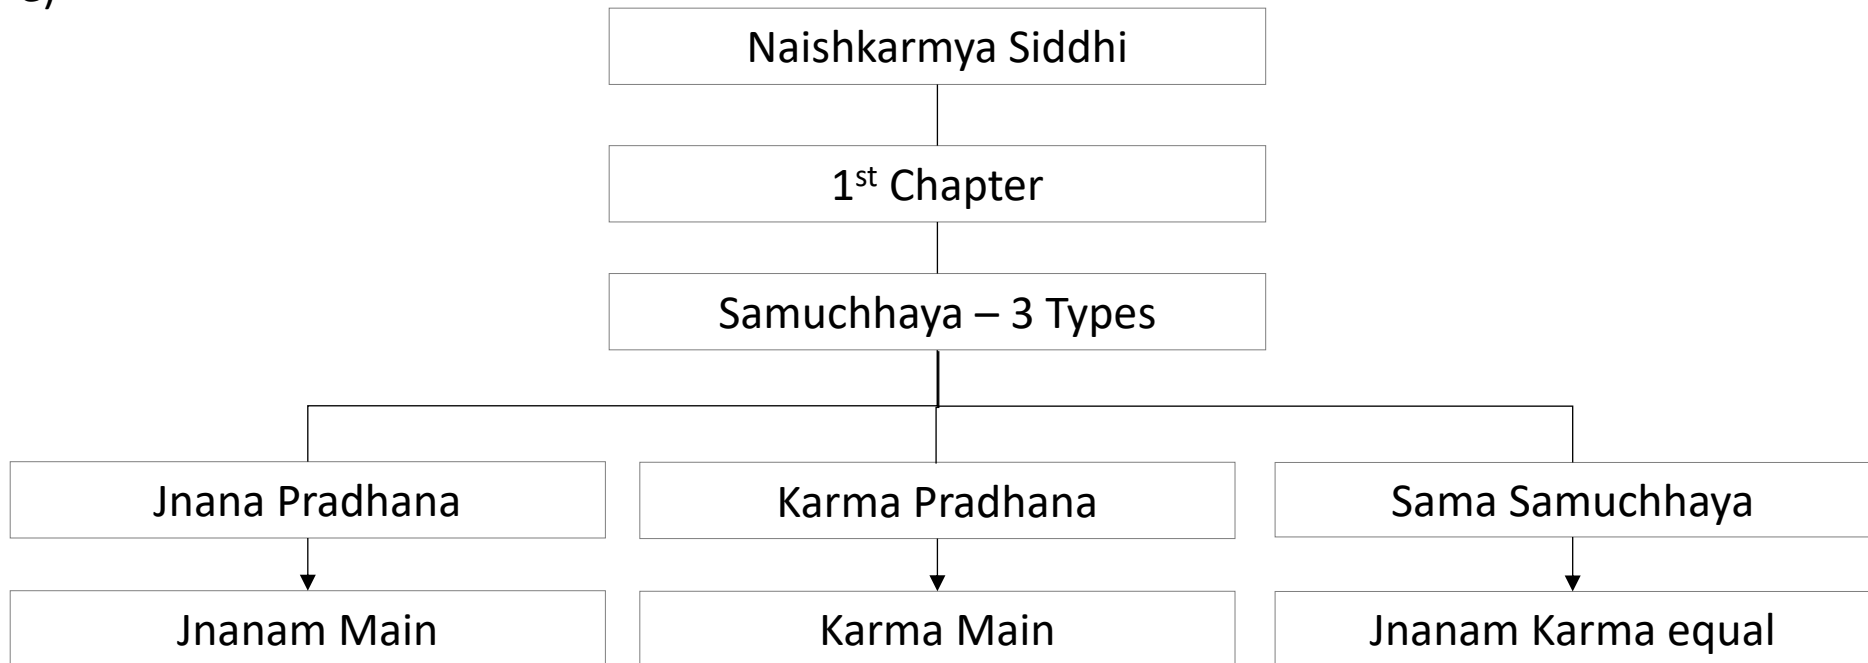 Naishkarmya Siddhi
1st Chapter
Samuchhaya – 3 Types
Jnana Pradhana
Karma Pradhana
Sama Samuchhaya
Jnanam Main
Karma Main
Jnanam Karma equal